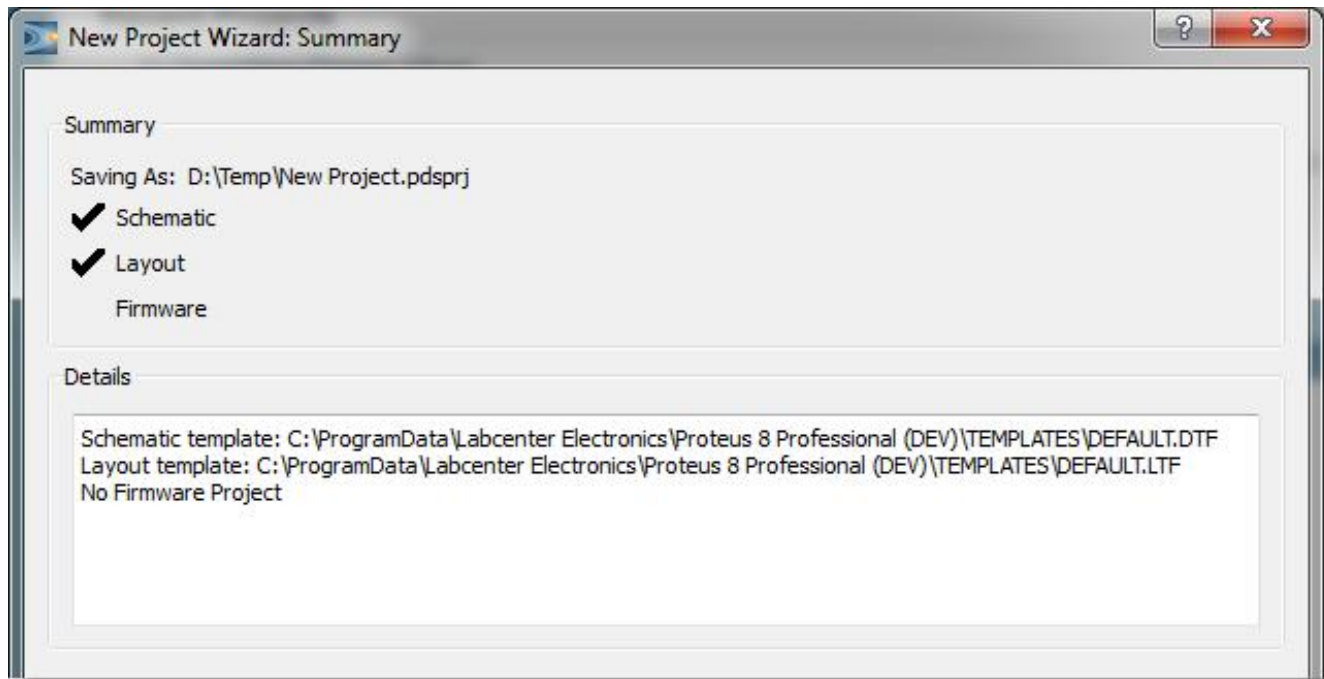 New Project Wizard: Summary
Summary
Saving As: D:\Temp\New Project.pdsprj
Schematic
Layout
Firmware
Details
Schematic template: C:\ProgramData\Labcenter Electronics\Proteus 8 Professional (DEV)\TEMPLATES\DEFAULT.DTF
Layout template: C:\ProgramData\Labcenter Electronics\Proteus 8 Professional (DEV)\TEMPLATES\DEFAULT.LTF
No Firmware Project